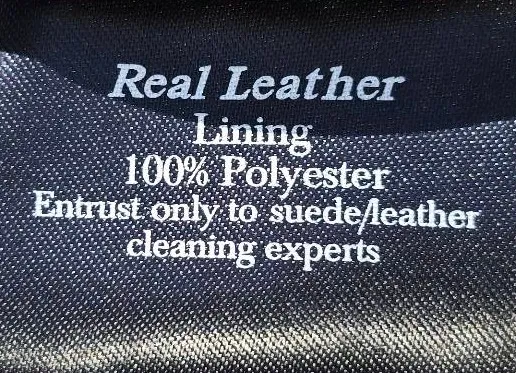 Real Leather
Lining
100% Polyester
Entrust only to suede/leather
cleaning experts